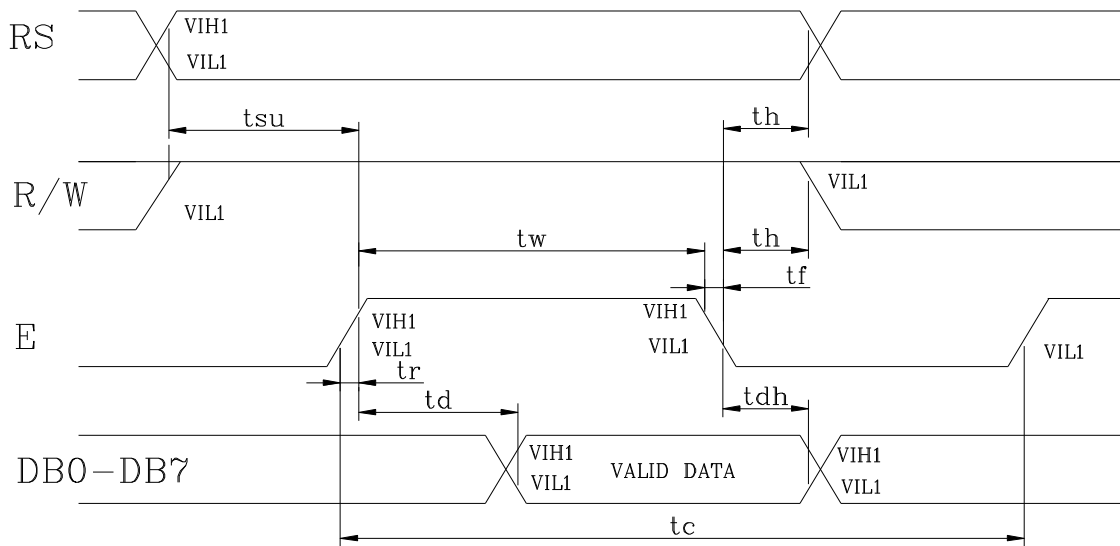 RS
VIH1
VIL1
tsu
th
R/W
VIL1
VIL1
tw
th
tf
E
VIH1
VIL1
VIH1
VIL1
VIL1
tr
td
tdh
DB0-DB7
VIH1
VIL1
VALID DATA
VIH1
VIL1
tc